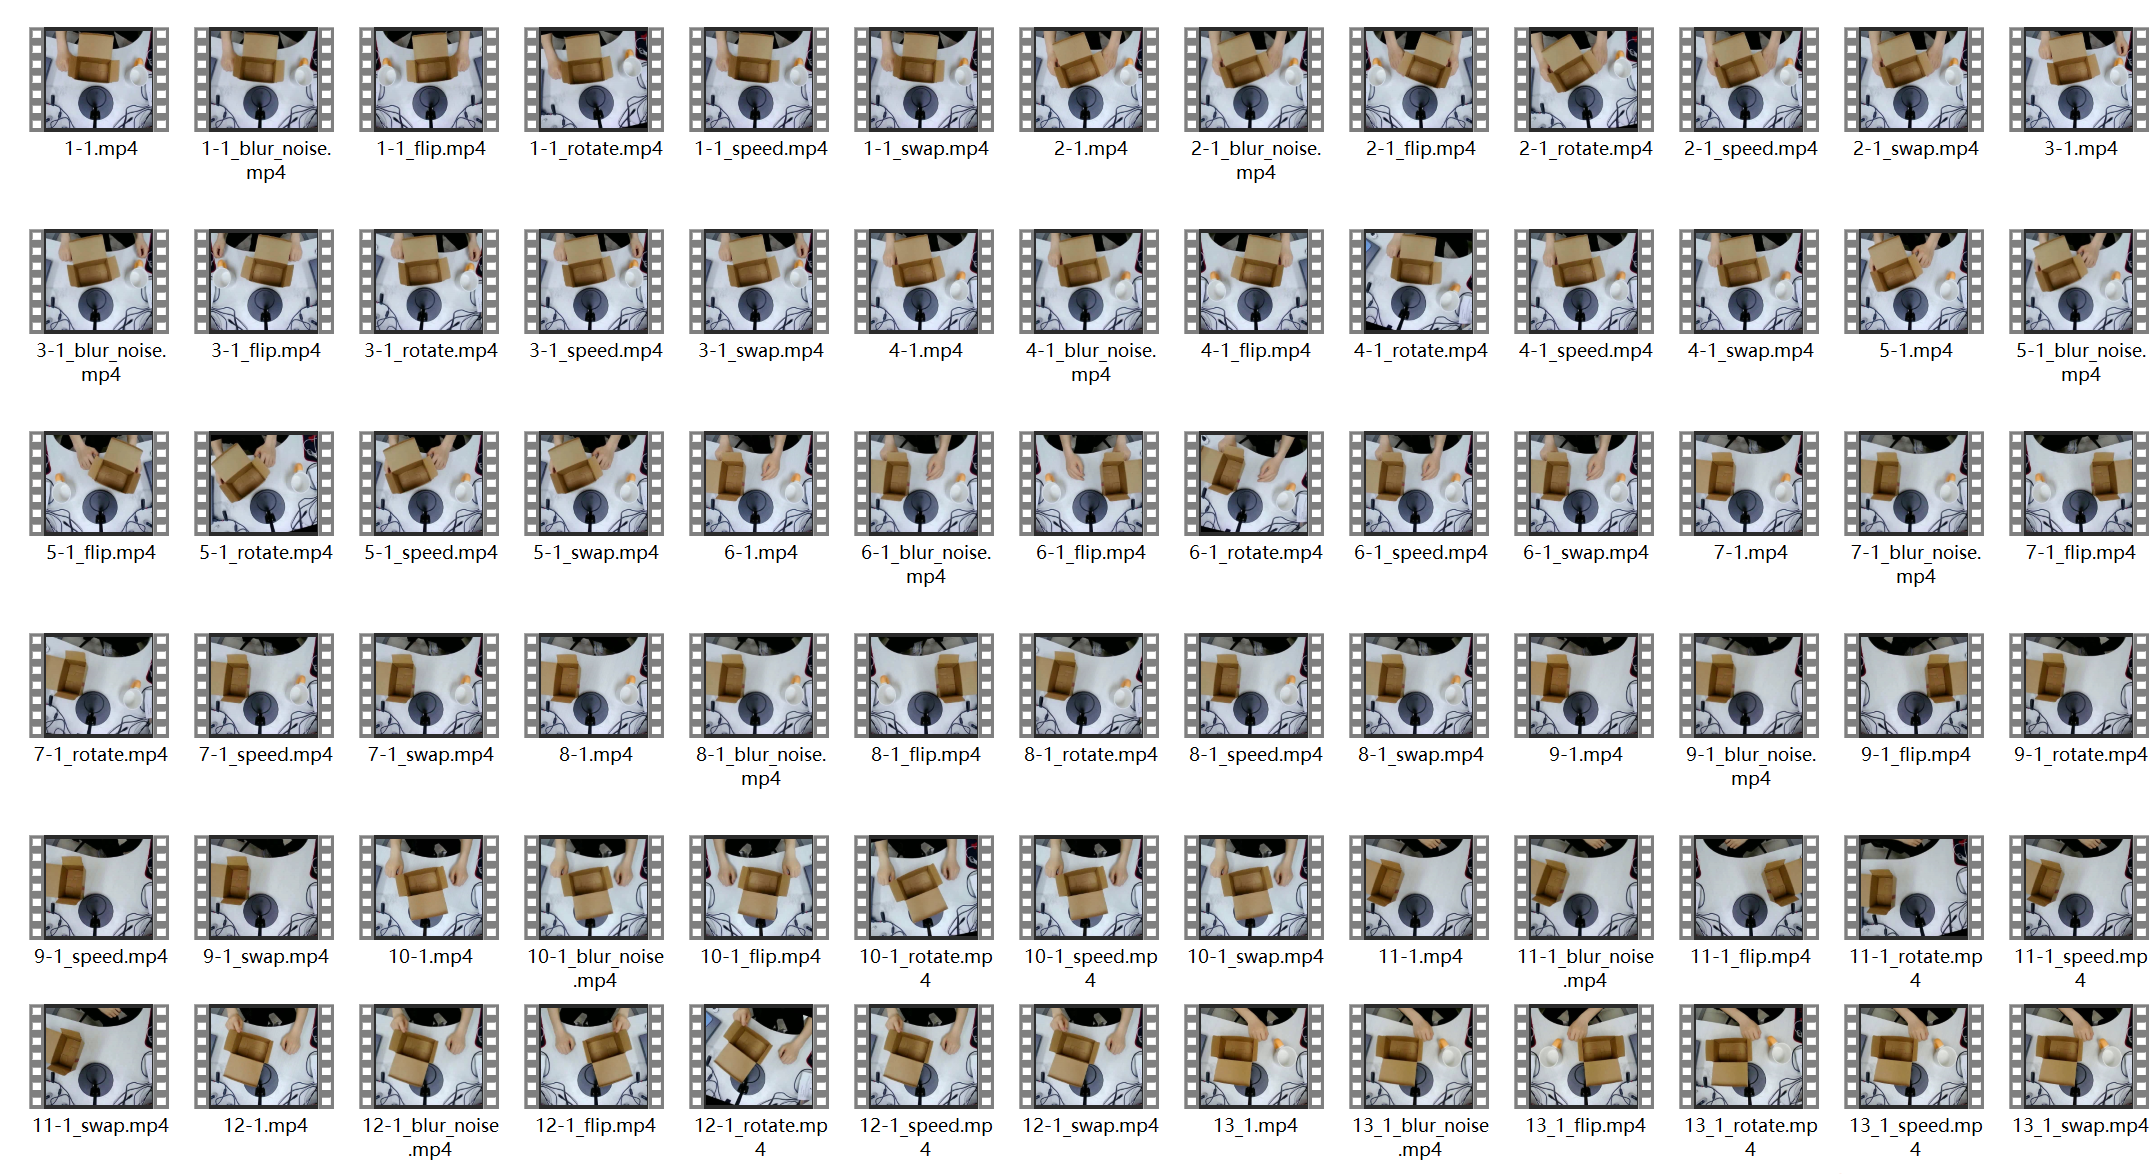 1-1.mp4
1-1_blur_noise.
mp4
1-1_flip.mp4
1-1_rotate.mp4
1-1_speed.mp4
1-1_swap.mp4
2-1.mp4
2-1_blur_noise.
mp4
2-1_flip.mp4
2-1_rotate.mp4
2-1_speed.mp4
2-1_swap.mp4
3-1.mp4
3-1_blur_noise.
mp4
3-1_flip.mp4
3-1_rotate.mp4
3-1_speed.mp4
3-1_swap.mp4
4-1.mp4
4-1_blur_noise.
mp4
4-1_flip.mp4
4-1_rotate.mp4
4-1_speed.mp4
4-1_swap.mp4
5-1.mp4
5-1_blur_noise.
mp4
5-1_flip.mp4
5-1_rotate.mp4
5-1_speed.mp4
5-1_swap.mp4
6-1.mp4
6-1_blur_noise.
mp4
6-1_flip.mp4
6-1_rotate.mp4
6-1_speed.mp4
6-1_swap.mp4
7-1.mp4
7-1_blur_noise.
mp4
7-1_flip.mp4
7-1_rotate.mp4
7-1_speed.mp4
7-1_swap.mp4
8-1.mp4
8-1_blur_noise.
mp4
8-1_flip.mp4
8-1_rotate.mp4
8-1_speed.mp4
8-1_swap.mp4
9-1.mp4
9-1_blur_noise.
mp4
9-1_flip.mp4
9-1_rotate.mp4
9-1_speed.mp4
9-1_swap.mp4
10-1.mp4
10-1_blur_noise
.mp4
10-1_flip.mp4
10-1_rotate.mp
4
10-1_speed.mp
4
10-1_swap.mp4
11-1.mp4
11-1_blur_noise
.mp4
11-1_flip.mp4
11-1_rotate.mp
4
11-1_speed.mp
4
11-1_swap.mp4
12-1.mp4
12-1_blur_noise
.mp4
12-1_flip.mp4
12-1_rotate.mp
4
12-1_speed.mp
4
12-1_swap.mp4
13_1.mp4
13_1_blur_noise
.mp4
13_1_flip.mp4
13_1_rotate.mp
4
13_1_speed.mp
4
13_1_swap.mp4